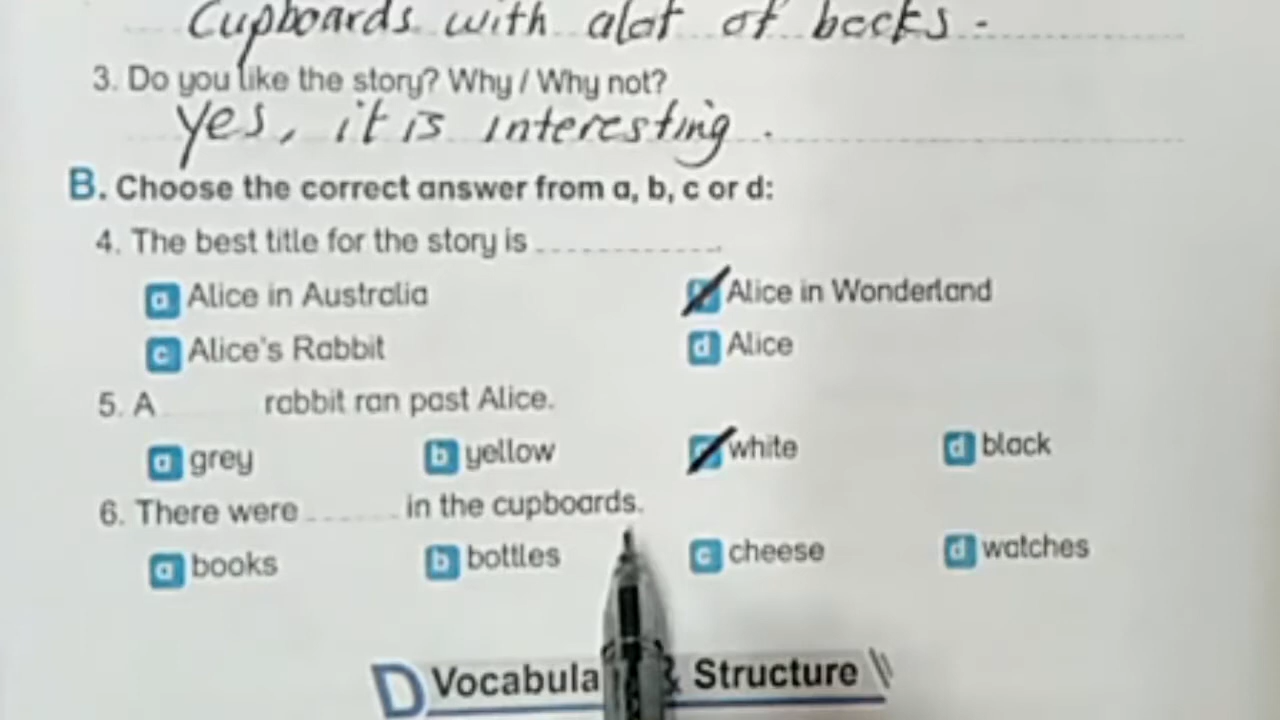 Cupboards with alot of books.
3. Do you like the story? Why / Why not?
yes, it is interesting.
B. Choose the correct answer from a, b, c or d:
4. The best title for the story is
a Alice in Australia Alice in Wonderland
c Alice's Rabbit d Alice
5. A rabbit ran past Alice.
a grey b yellow white d black
6. There were in the cupboards.
a books b bottles c cheese d watches
D & Structure